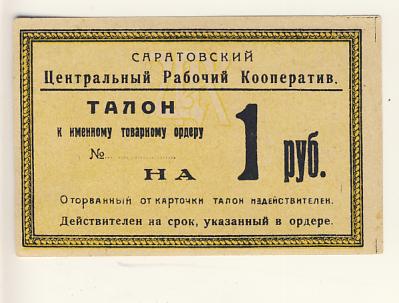 САРАТОВСКИЙ
Центральный Рабочий Кооператив.
ТАЛОН
к именному товарному ордеру
№
НА
1 руб.
Оторванный от карточки талон недействителен.
Действителен на срок, указанный в ордере.